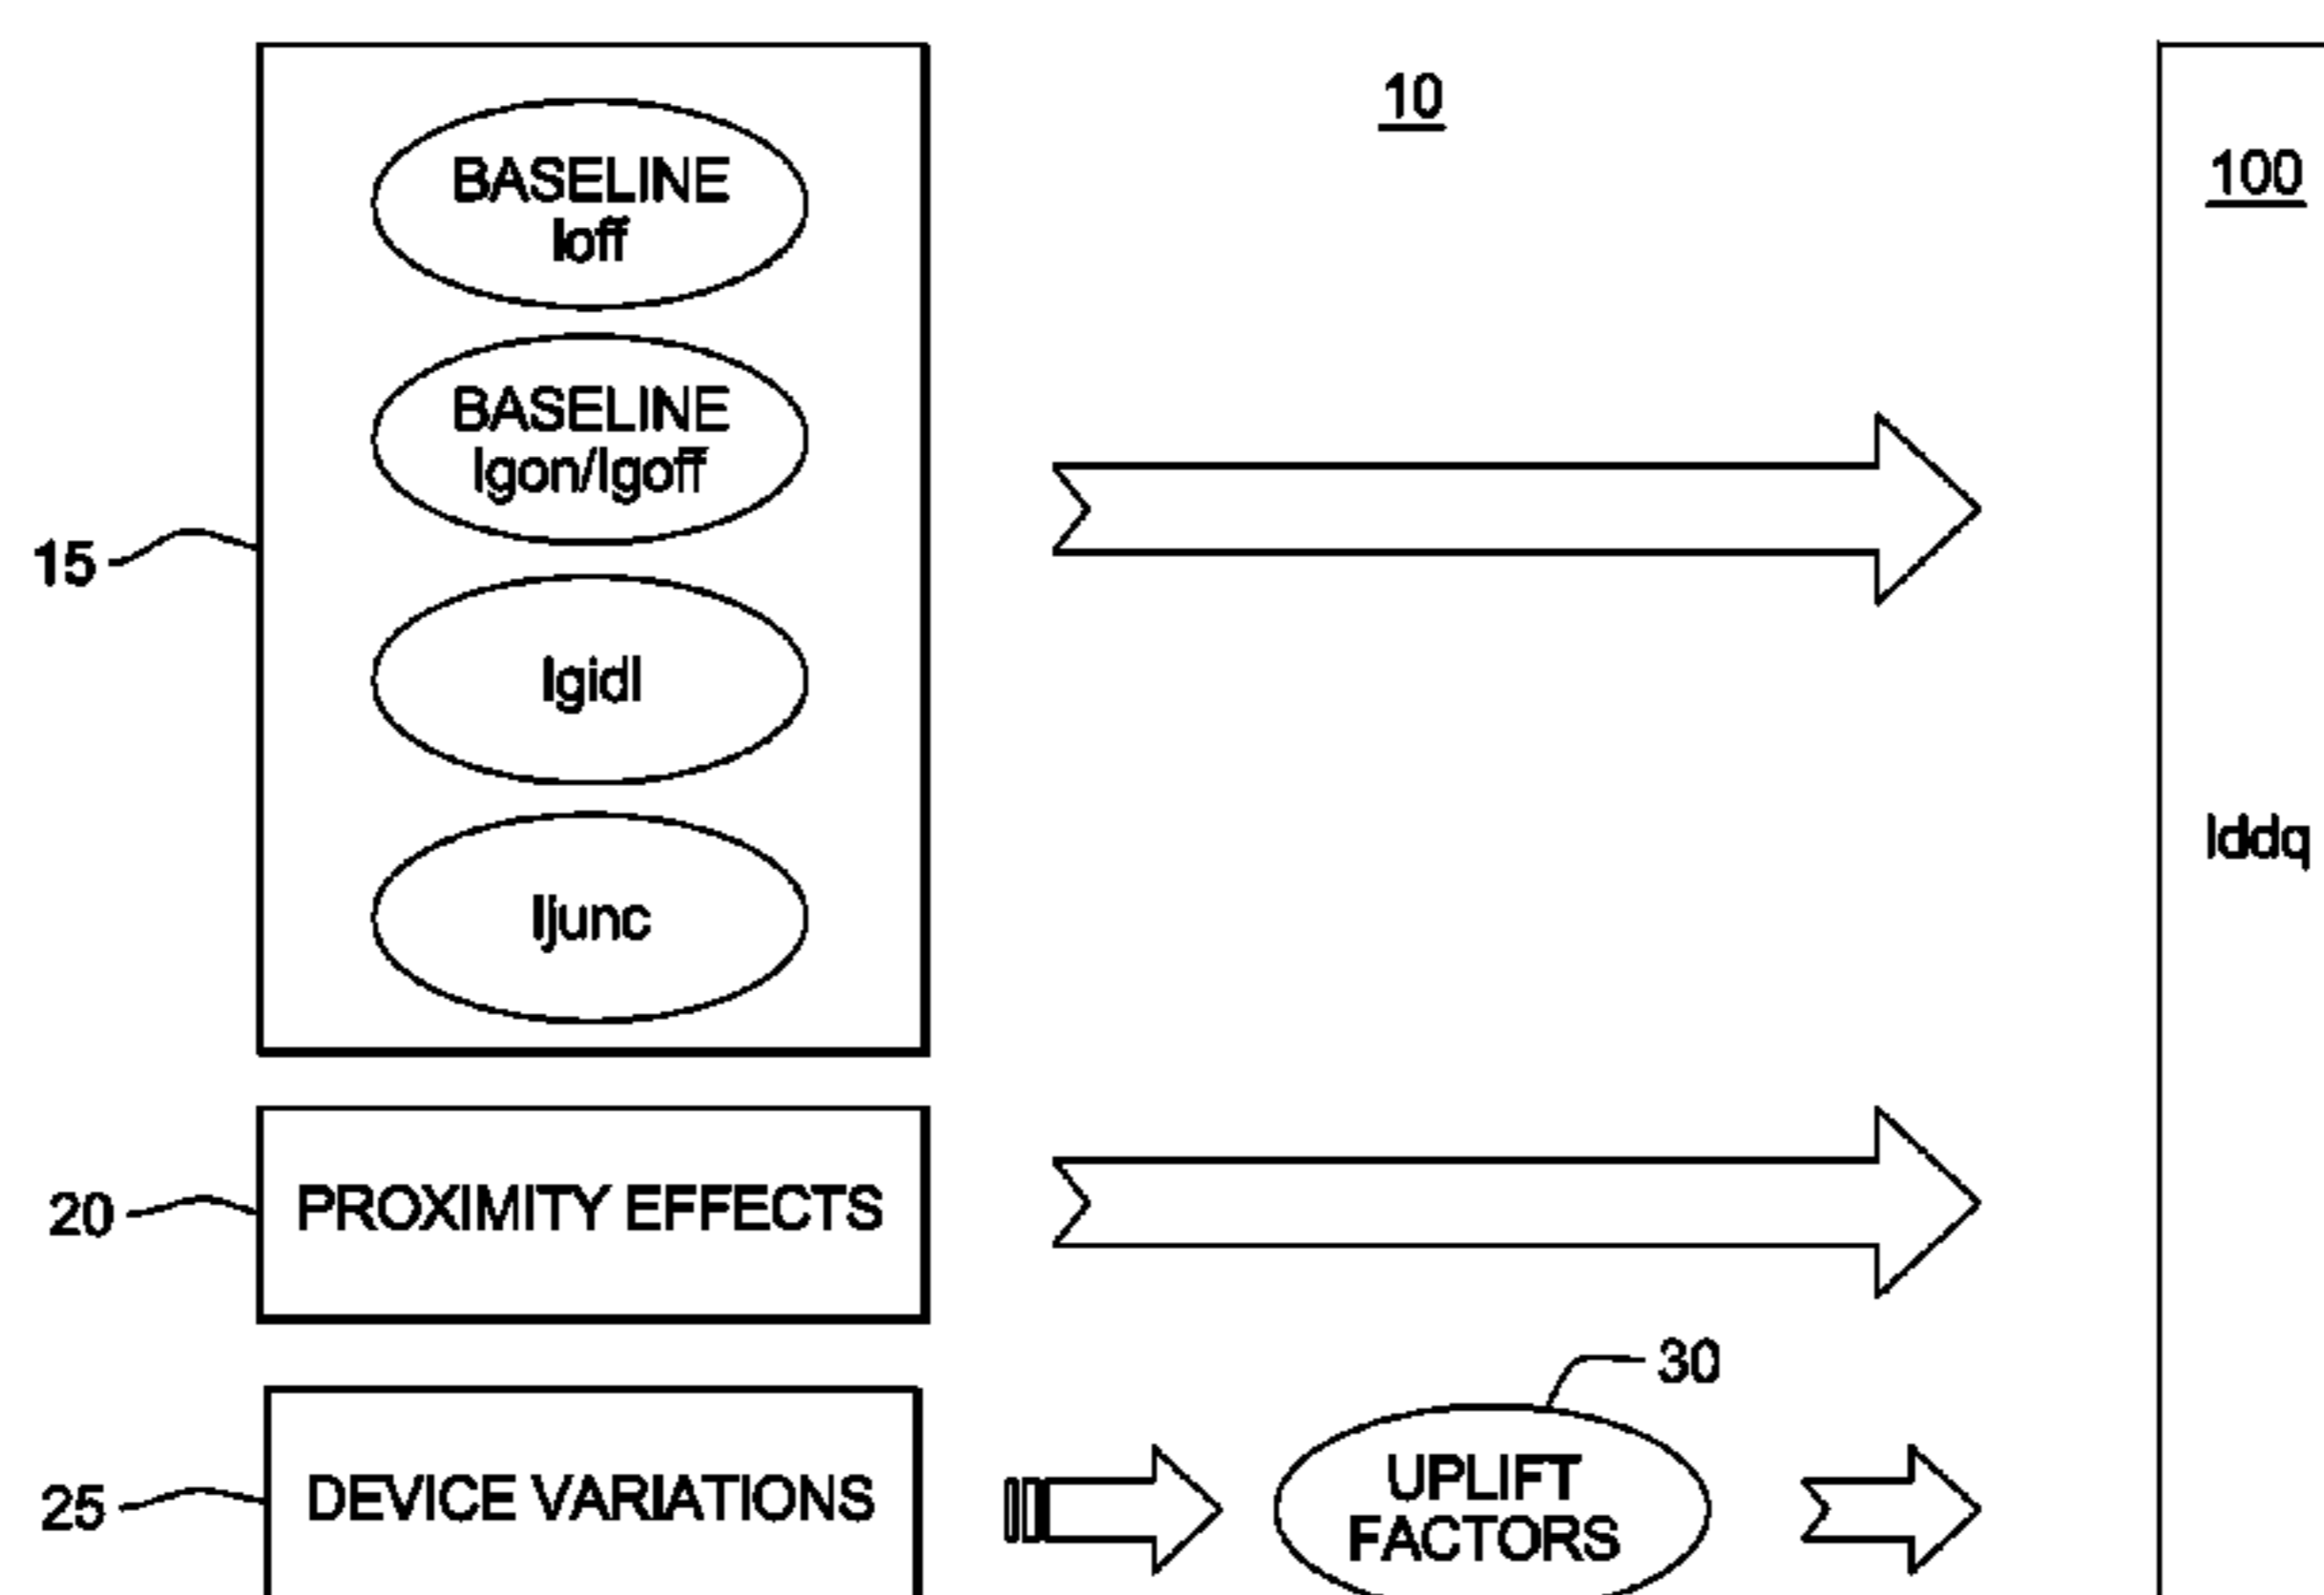 10
100
BASELINE
Ioff
BASELINE
Igon/Igoff
15
Igidl
Iddq
Ijunc
20
PROXIMITY EFFECTS
30
25
DEVICE VARIATIONS
UPLIFT
FACTORS